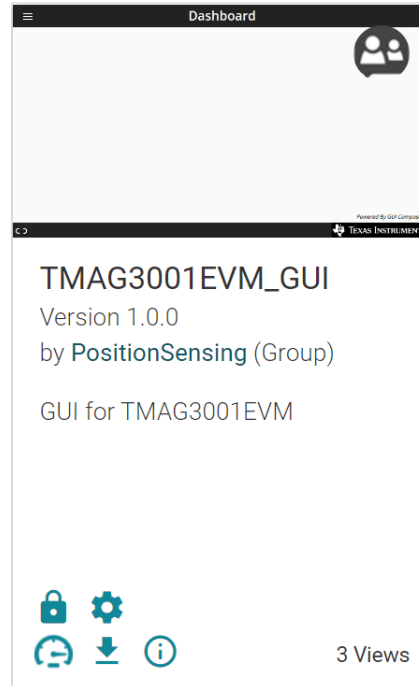 Dashboard
Powered By GUI Compos
TEXAS INSTRUMEN
TMAG3001EVM_GUI
Version 1.0.0
by PositionSensing (Group)
GUI for TMAG3001EVM
3 Views